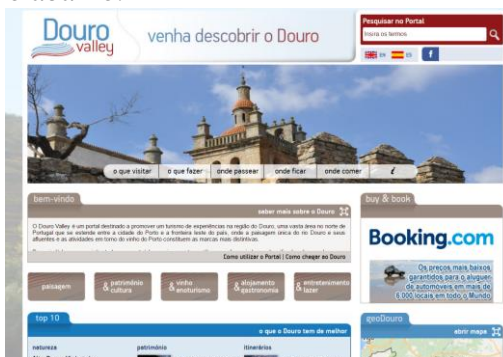 Douro
valley
venha descobrir o Douro
Pesquisar no Portal
Insira os termos
EN
ES
f
o que visitar
o que fazer
onde passear
onde ficar
onde comer
i
bem-vindo
saber mais sobre o Douro
O Douro Valley é um portal destinado a promover um turismo de experiências na região do Douro, uma vasta área no norte de
Portugal que se estende entre a cidade do Porto e a fronteira leste do país, onde a paisagem única do rio Douro e seus
afluentes e as atividades em torno do vinho do Porto constituem as marcas mais distintivas.
Como utilizar o Portal | Como chegar ao Douro
paisagem
& património
cultura
& vinho
enoturismo
& alojamento
gastronomia
& entretenimento
lazer
buy & book
Booking.com
Os preços mais baixos
garantidos para o aluguer
de automóveis em mais de
6.000 locais em todo o Mundo
top 10
o que o Douro tem de melhor
natureza
património
itinerários
geoDouro
abrir mapa